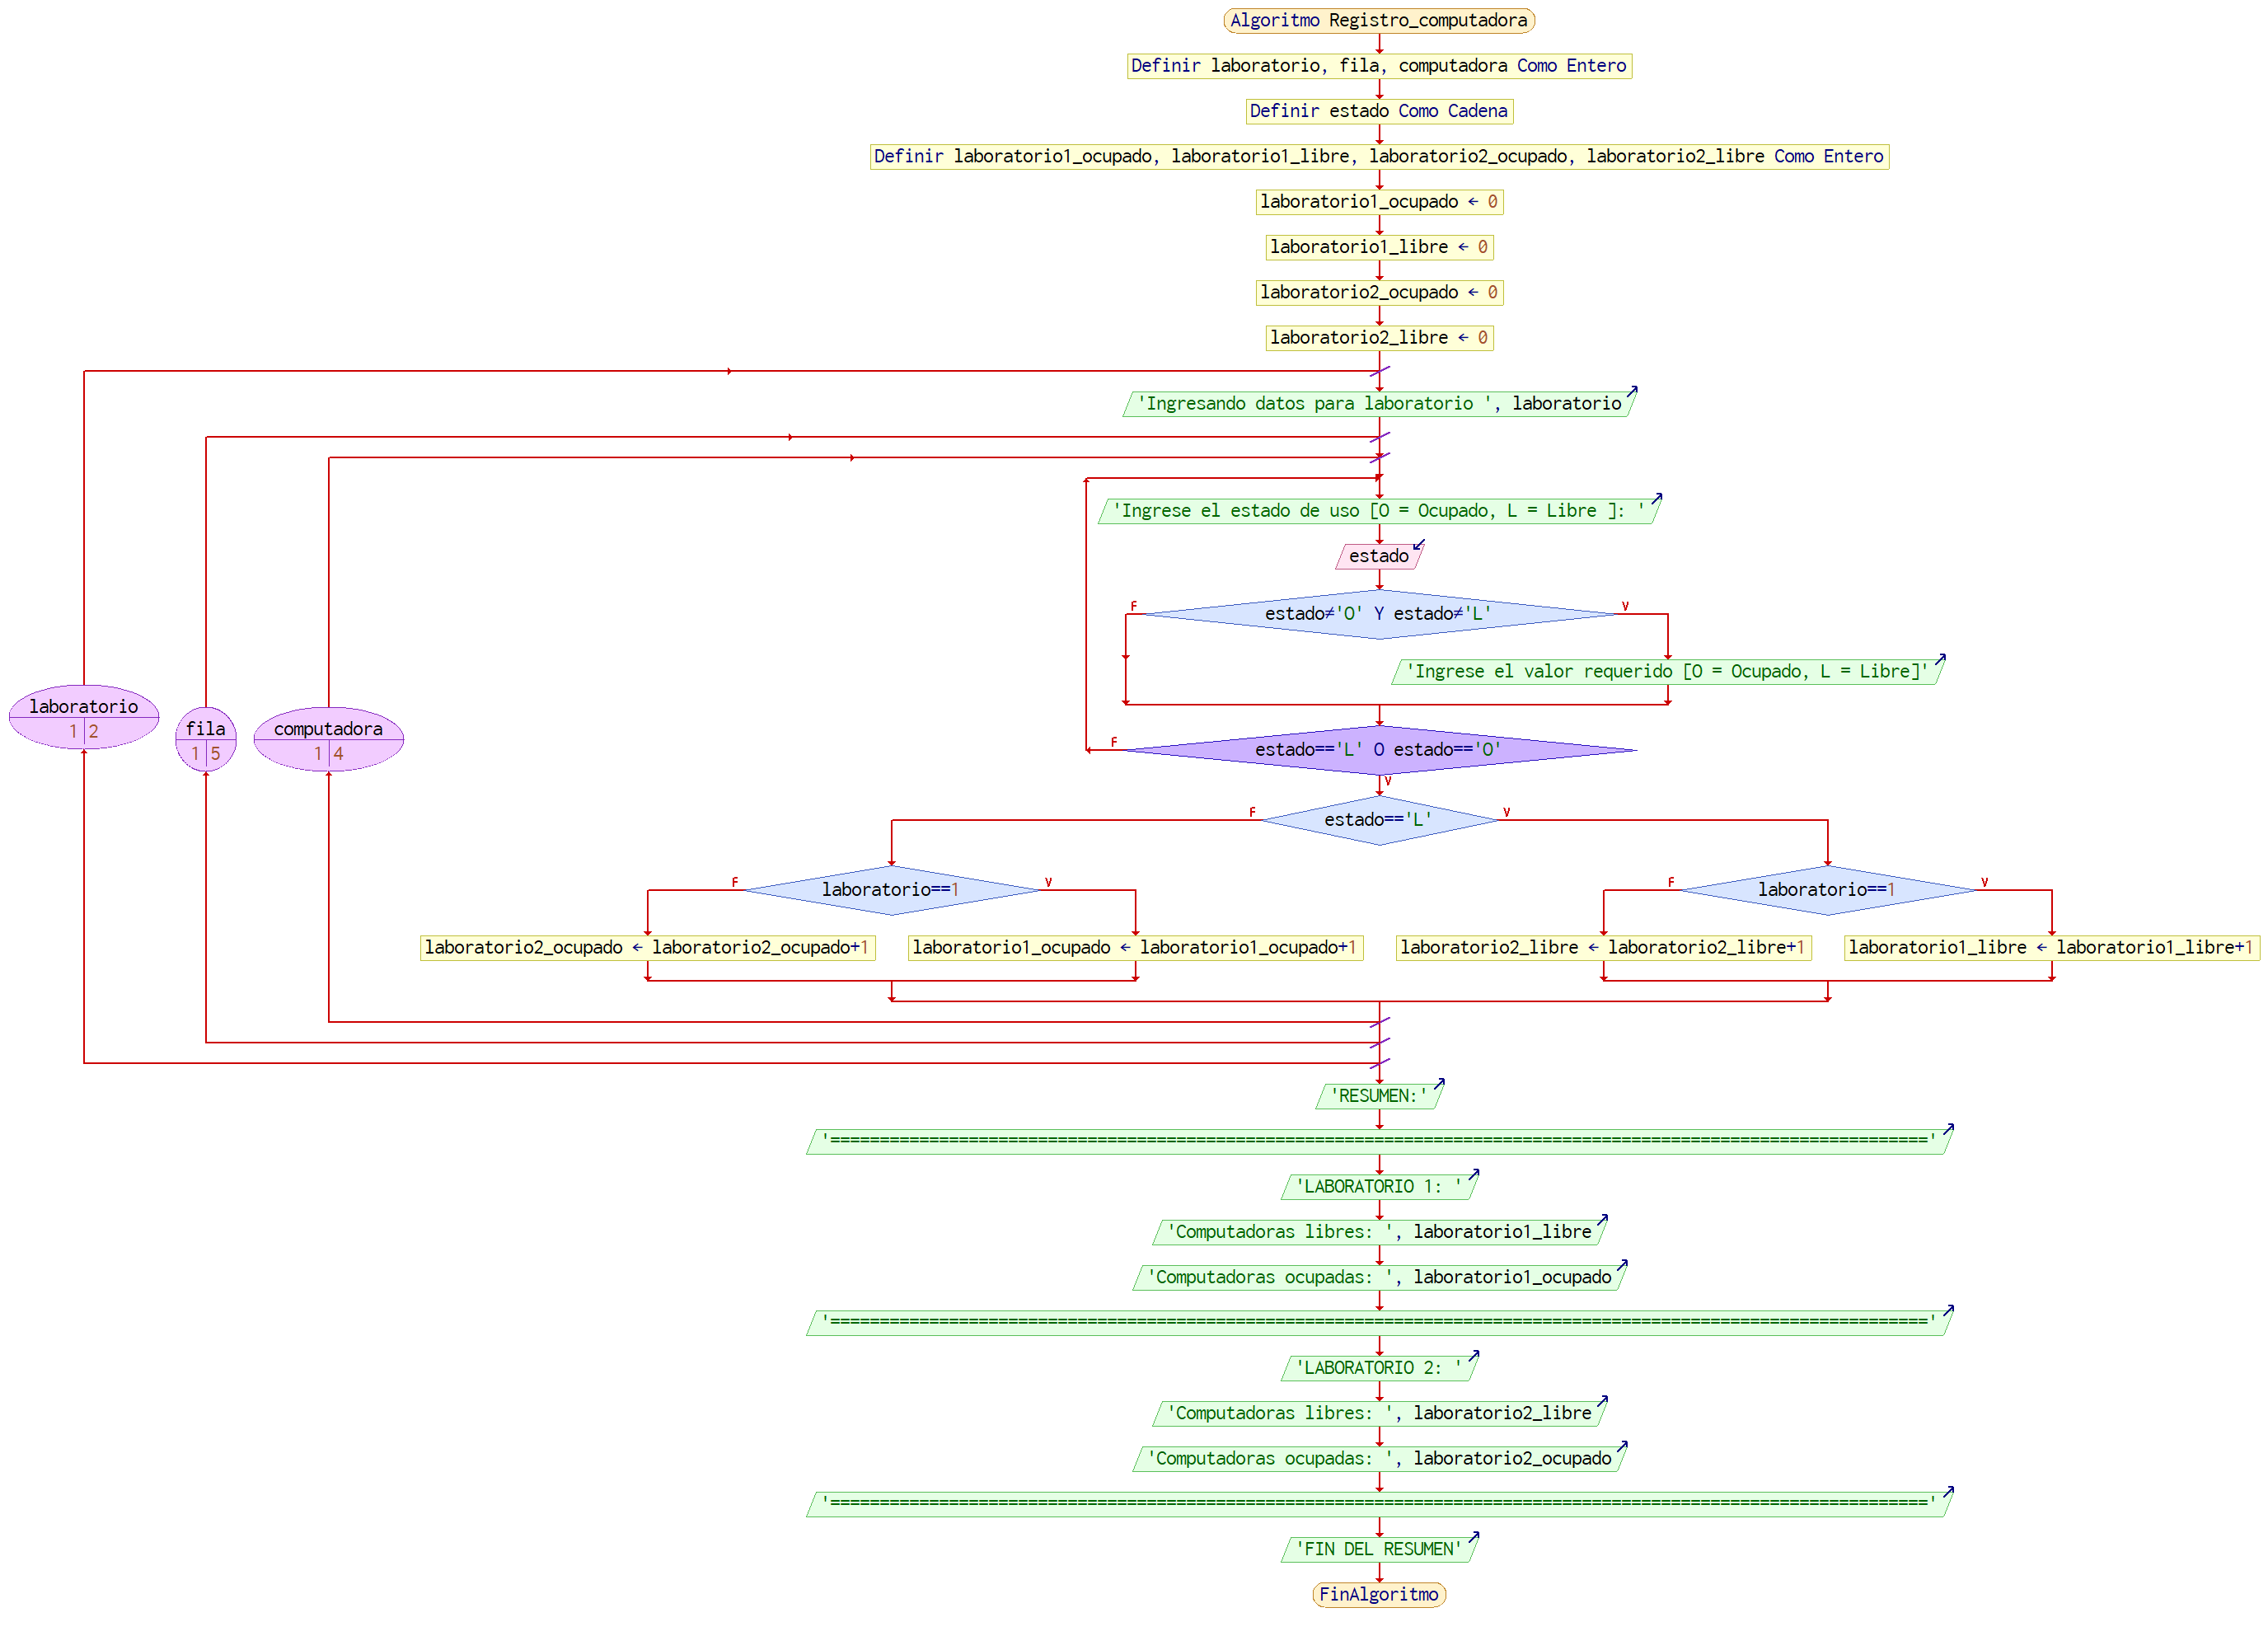 Algoritmo Registro_computadora
Definir laboratorio, fila, computadora Como Entero
Definir estado Como Cadena
Definir laboratorio1_ocupado, laboratorio1_libre, laboratorio2_ocupado, laboratorio2_libre Como Entero
laboratorio1_ocupado ← 0
laboratorio1_libre ← 0
laboratorio2_ocupado ← 0
laboratorio2_libre ← 0
'Ingresando datos para laboratorio ', laboratorio
'Ingrese el estado de uso [O = Ocupado, L = Libre ]: '
estado
F
estado≠'O' Y estado≠'L'
V
'Ingrese el valor requerido [O = Ocupado, L = Libre]'
laboratorio
1 2
fila
1 5
computadora
1 4
F
estado=='L' O estado=='O'
V
F
estado=='L'
V
F
laboratorio==1
V
F
laboratorio==1
V
laboratorio2_ocupado ← laboratorio2_ocupado+1
laboratorio1_ocupado ← laboratorio1_ocupado+1
laboratorio2_libre ← laboratorio2_libre+1
laboratorio1_libre ← laboratorio1_libre+1
'RESUMEN:'
'==============================================================================================================='
'LABORATORIO 1: '
'Computadoras libres: ', laboratorio1_libre
'Computadoras ocupadas: ', laboratorio1_ocupado
'==============================================================================================================='
'LABORATORIO 2: '
'Computadoras libres: ', laboratorio2_libre
'Computadoras ocupadas: ', laboratorio2_ocupado
'==============================================================================================================='
'FIN DEL RESUMEN'
FinAlgoritmo